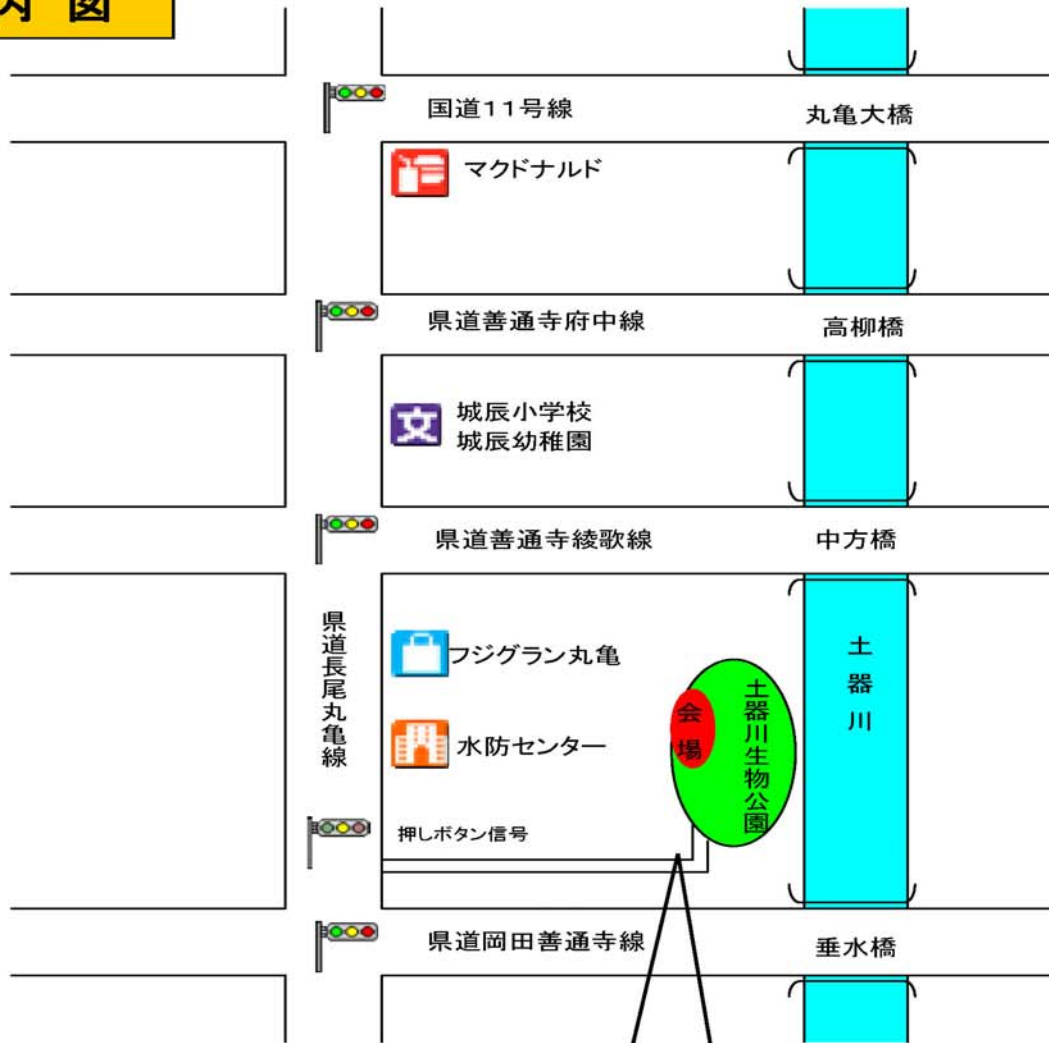 内 図
国道11号線
丸亀大橋
マクドナルド
県道善通寺府中線
高柳橋
文
城辰小学校
城辰幼稚園
県道善通寺綾歌線
中方橋
県道長尾丸亀線
フジグラン丸亀
水防センター
会場
土器川生物公園
土器川
押しボタン信号
県道岡田善通寺線
垂水橋